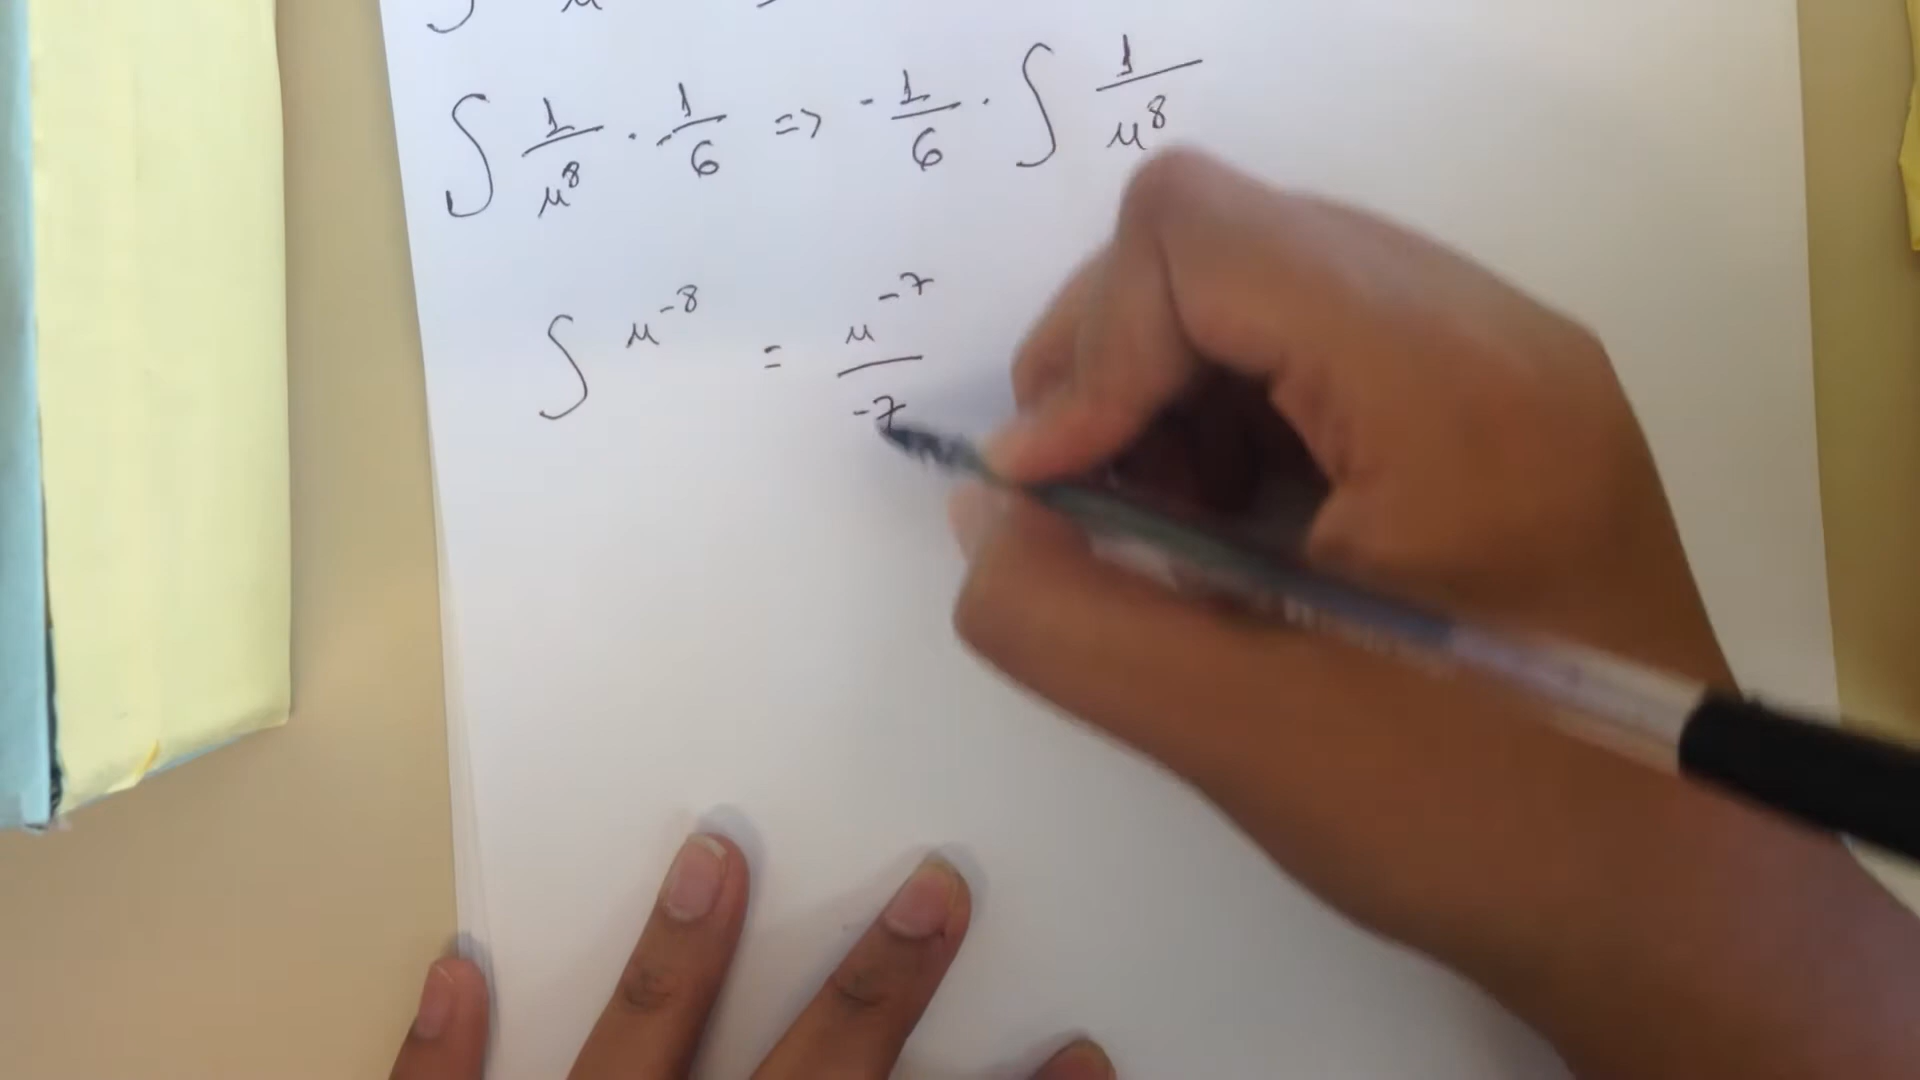 ∫ 1/u⁸ · -1/6 => -1/6 · ∫ 1/u⁸
∫ u⁻⁸ = u⁻⁷/-7